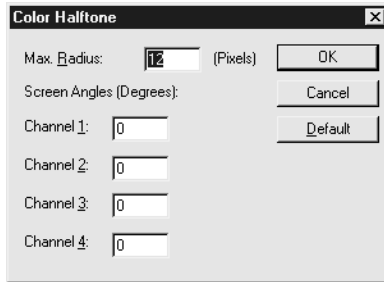 Color Halftone
Max. Radius: 12 (Pixels) OK
Screen Angles (Degrees): Cancel
Channel 1: 0 Default
Channel 2: 0
Channel 3: 0
Channel 4: 0